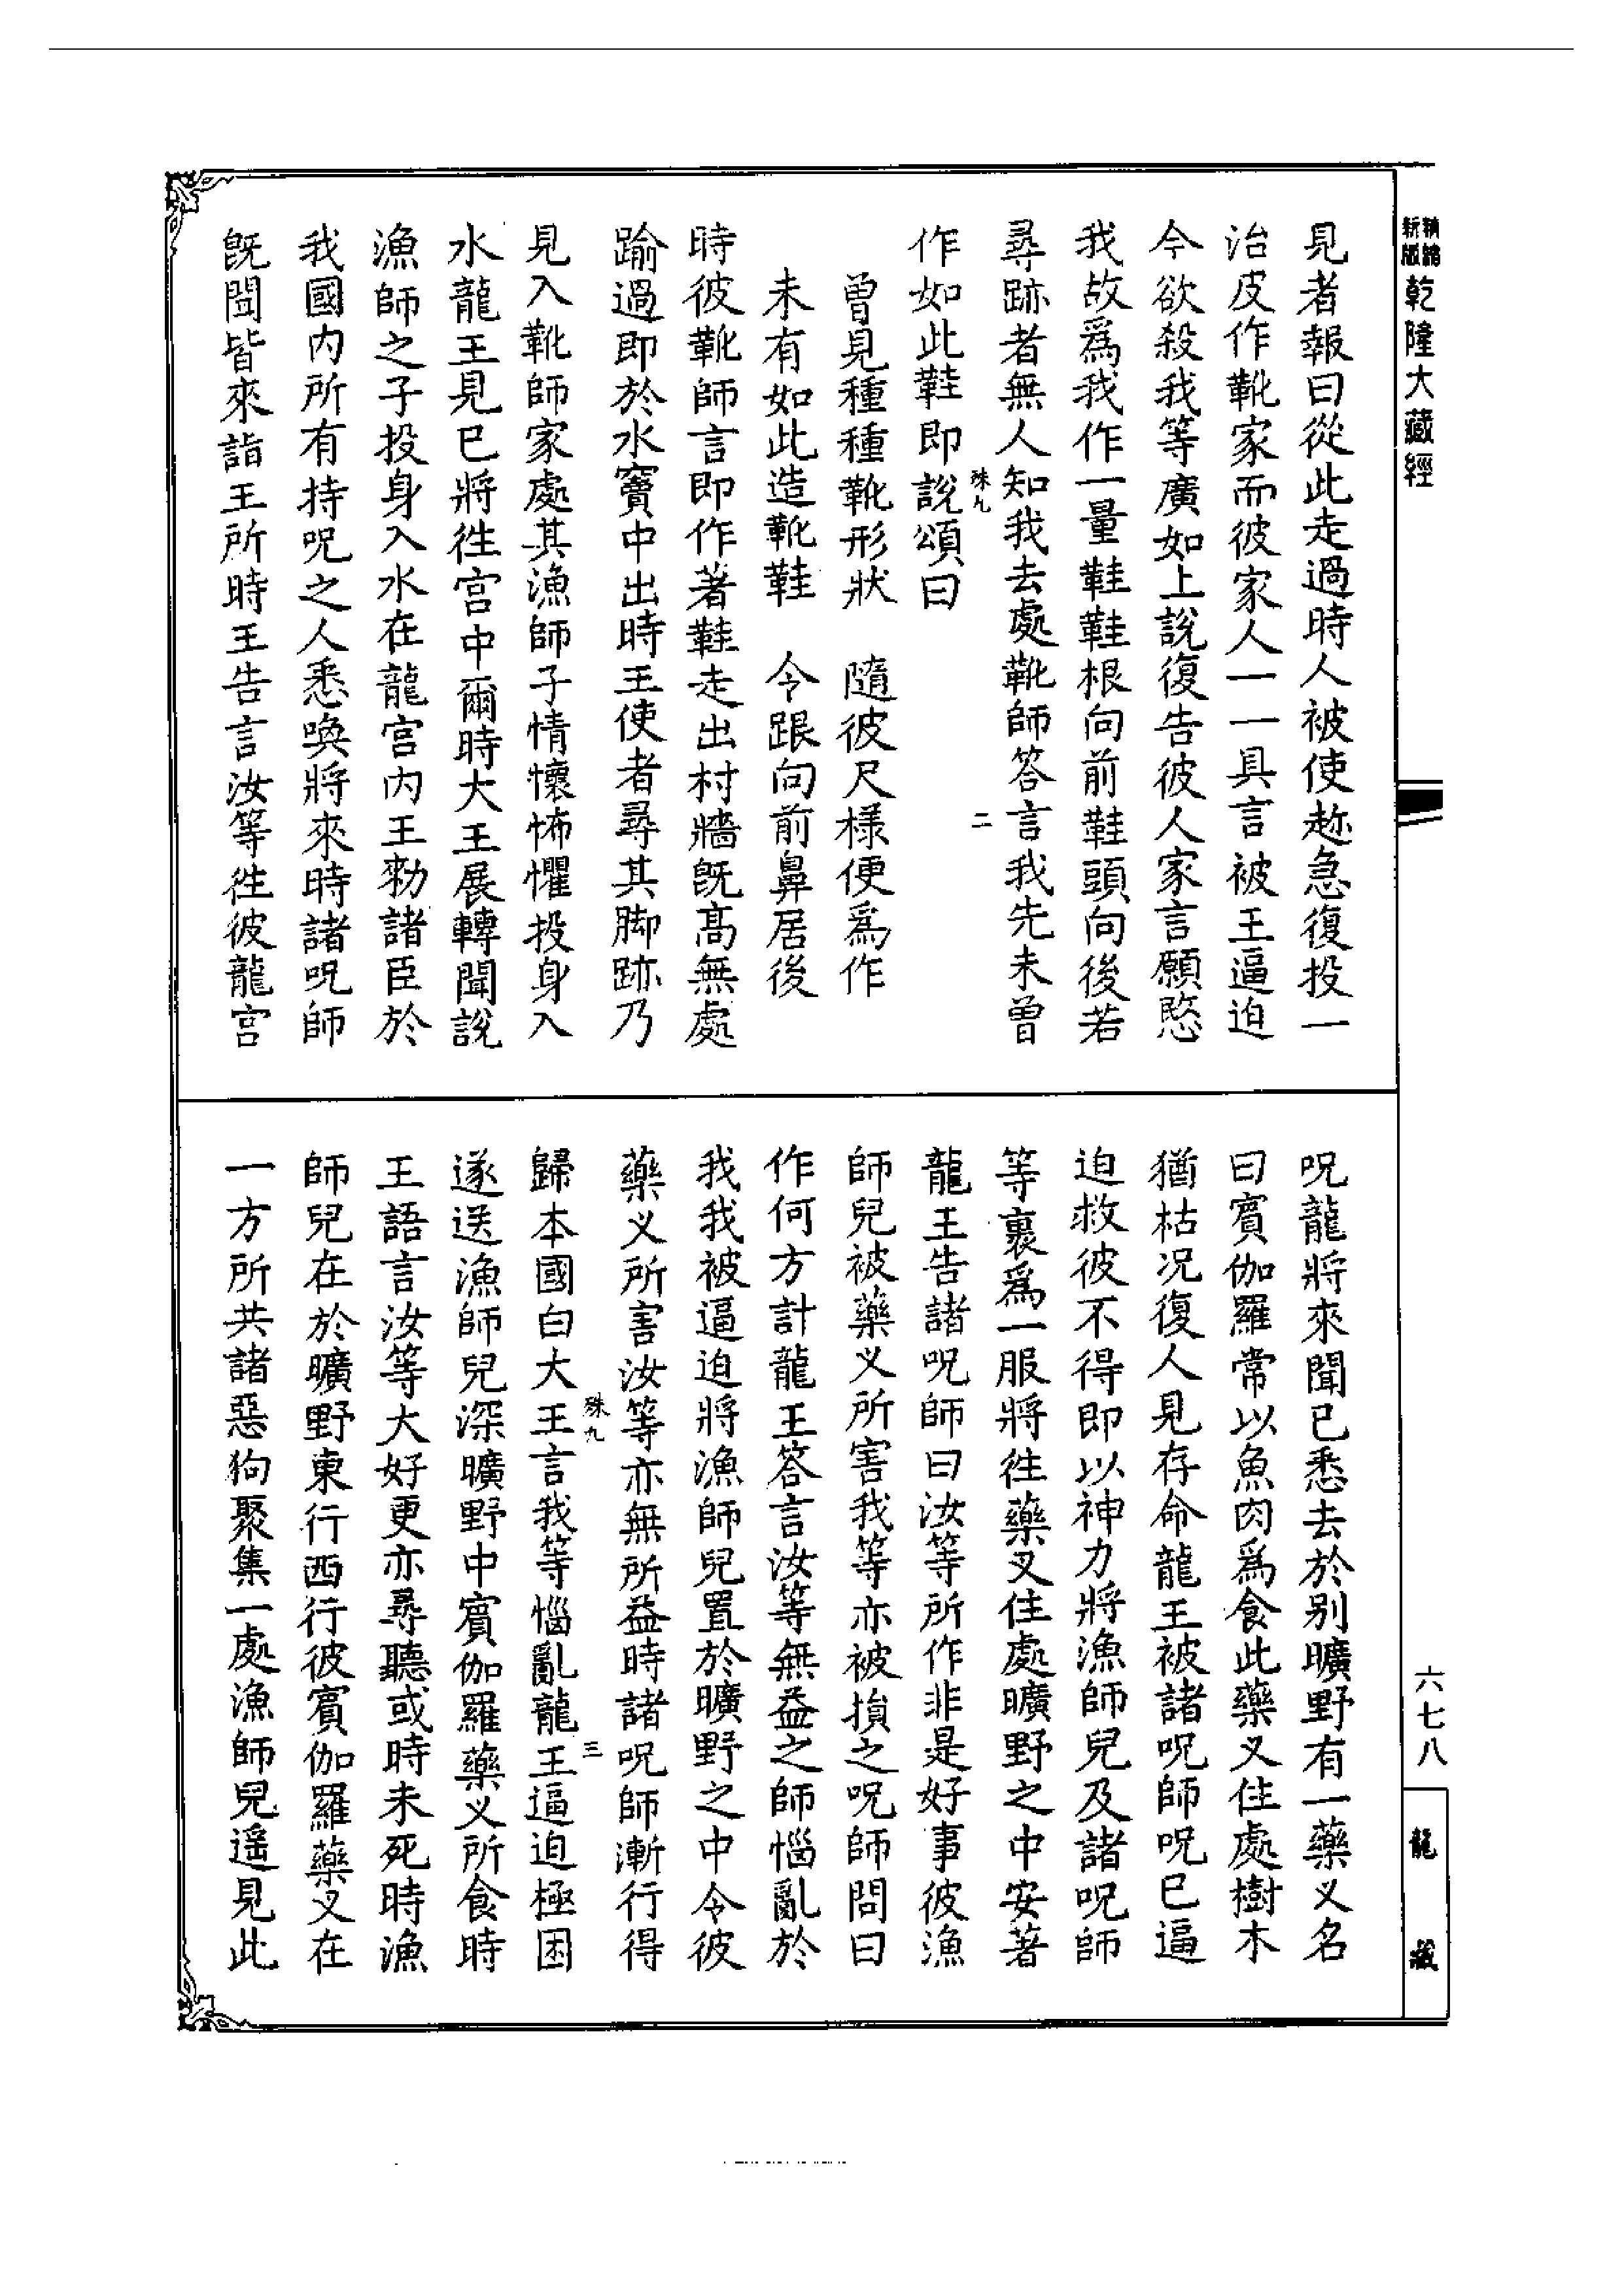 新編
新版
乾隆大藏經
見者報曰從此走過時人被使趂急復投一
治皮作靴家而彼家人一一具言被王逼迫
今欲殺我等廣如上說復告彼人家言願愍
我故爲我作一量鞋鞋根向前鞋頭向後若
尋跡者無人知我去處靴師答言我先未曾
殊九
二
作如此鞋即說頌曰
曾見種種靴形狀　隨彼尺樣便爲作
未有如此造靴鞋　令跟向前鼻居後
時彼靴師言即作著鞋走出村牆旣高無處
踰過即於水竇中出時王使者尋其脚跡乃
見入靴師家處其漁師子情懷怖懼投身入
水龍王見已將徃宮中爾時大王展轉聞說
漁師之子投身入水在龍宮內王勑諸臣於
我國內所有持呪之人悉喚將來時諸呪師
旣聞皆來詣王所時王告言汝等徃彼龍宮
呪龍將來聞已悉去於別曠野有一藥义名
曰賓伽羅常以魚肉爲食此藥义住處樹木
猶枯况復人見存命龍王被諸呪師呪已逼
迫救彼不得即以神力將漁師兒及諸呪師
等裹爲一服將徃藥叉住處曠野之中安著
龍王告諸呪師曰汝等所作非是好事彼漁
師兒被藥义所害我等亦被損之呪師問曰
作何方計龍王答言汝等無益之師惱亂於
我我被逼迫將漁師兒置於曠野之中令彼
藥义所害汝等亦無所益時諸呪師漸行得
殊九
三
歸本國白大王言我等惱亂龍王逼迫極困
遂送漁師兒深曠野中賓伽羅藥义所食時
王語言汝等大好更亦尋聽或時未死時漁
師兒在於曠野東行西行彼賓伽羅藥叉在
一方所共諸惡狗聚集一處漁師兒遥見此
六七八
龍藏